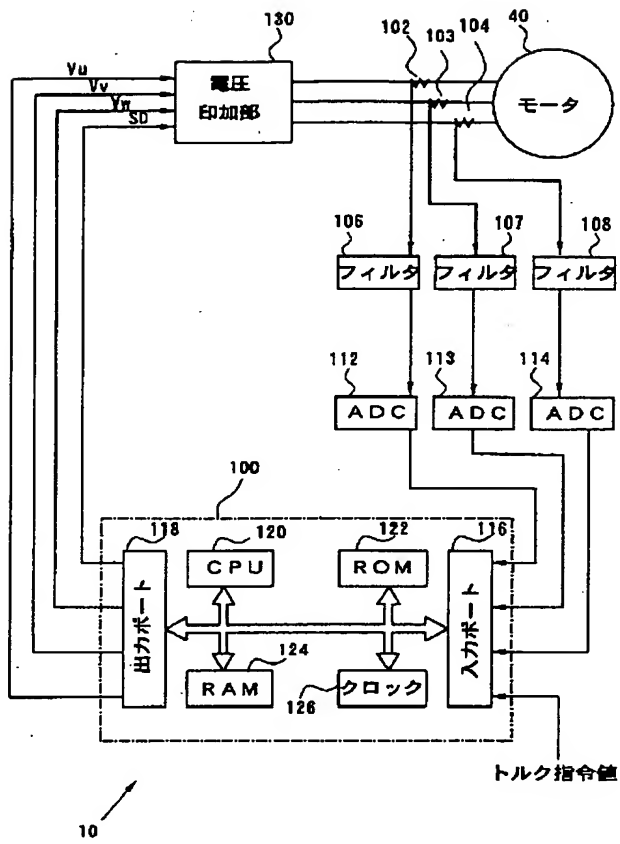 130
Vu
Vv
Vw
SD
電圧
印加部
102
103
104
40
モータ
106
107
108
フィルタ
フィルタ
フィルタ
112
113
114
ADC
ADC
ADC
100
118
120
122
116
出力ポート
CPU
ROM
入力ポート
124
RAM
126
クロック
トルク指令値
10